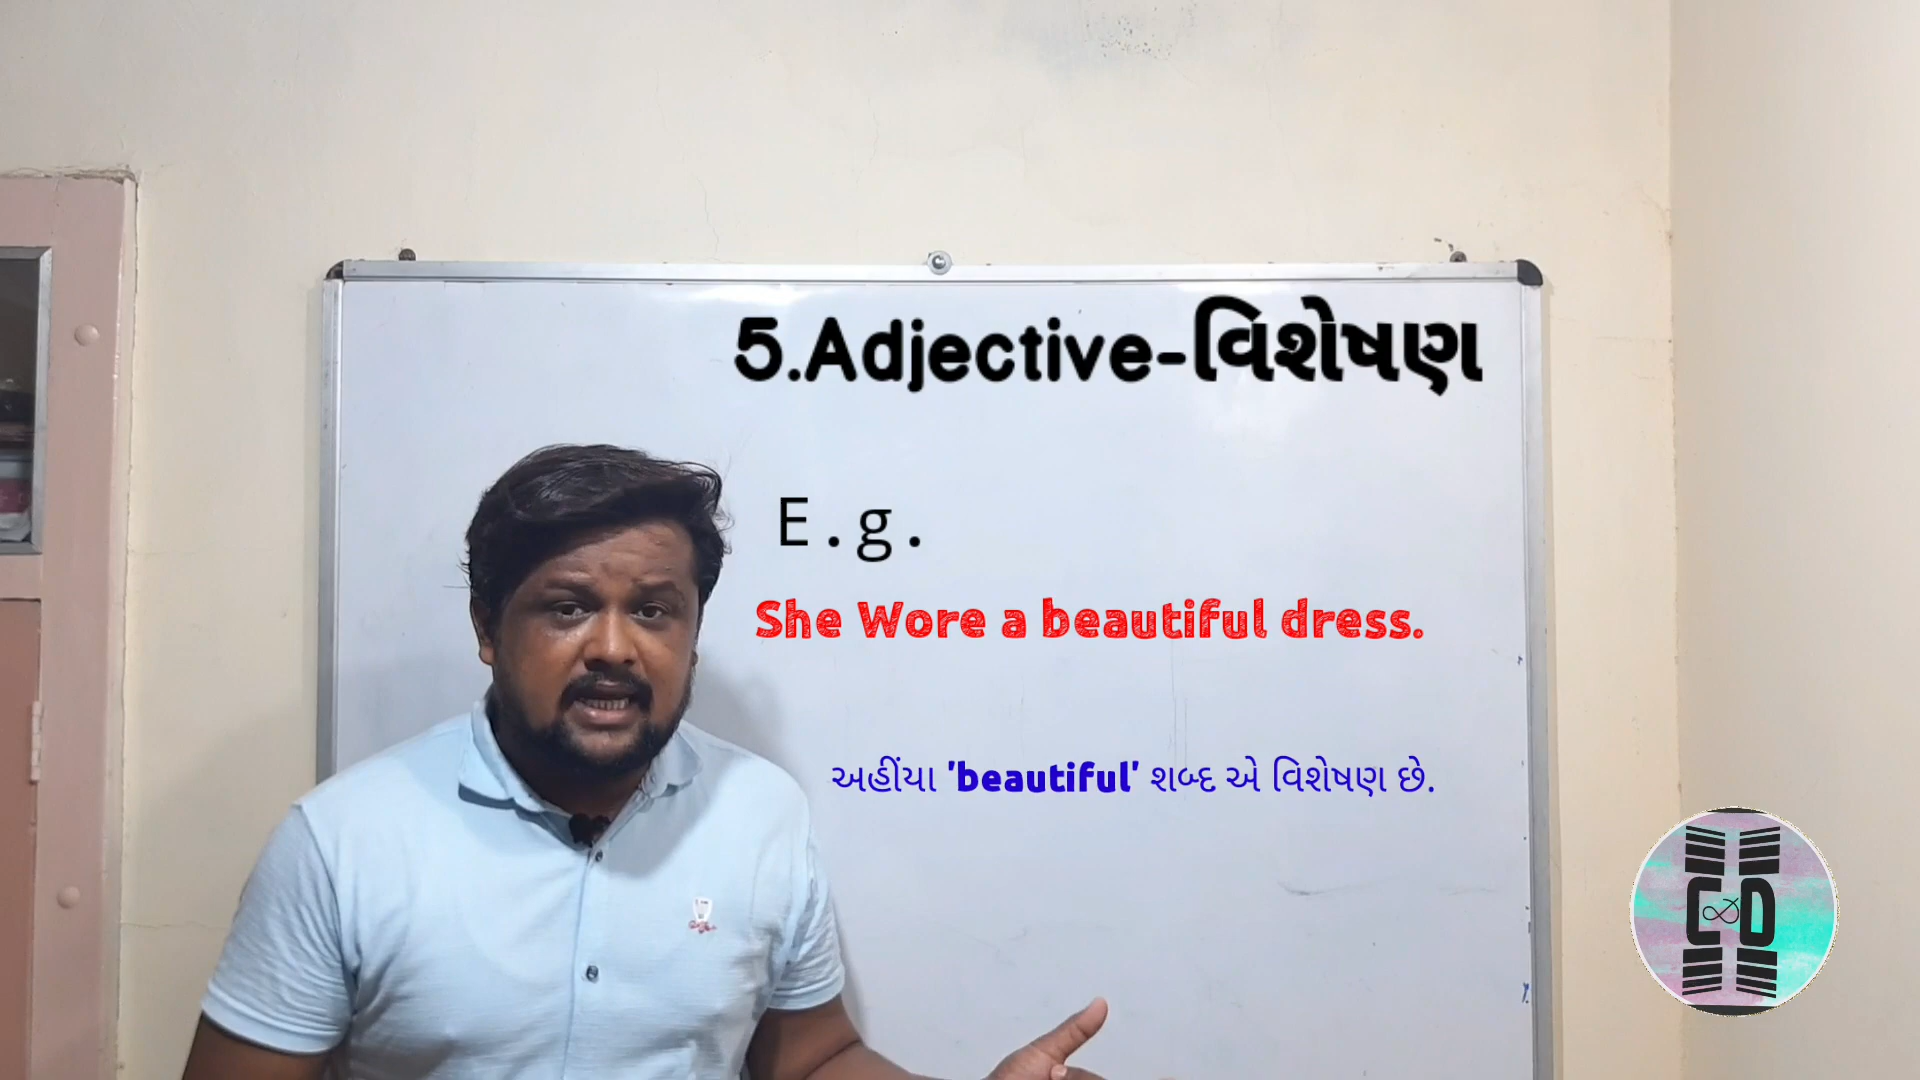 5.Adjective-વિશેષણ
E.g.
She Wore a beautiful dress.
અહીંયા 'beautiful' શબ્દ એ વિશેષણ છે.
C&D